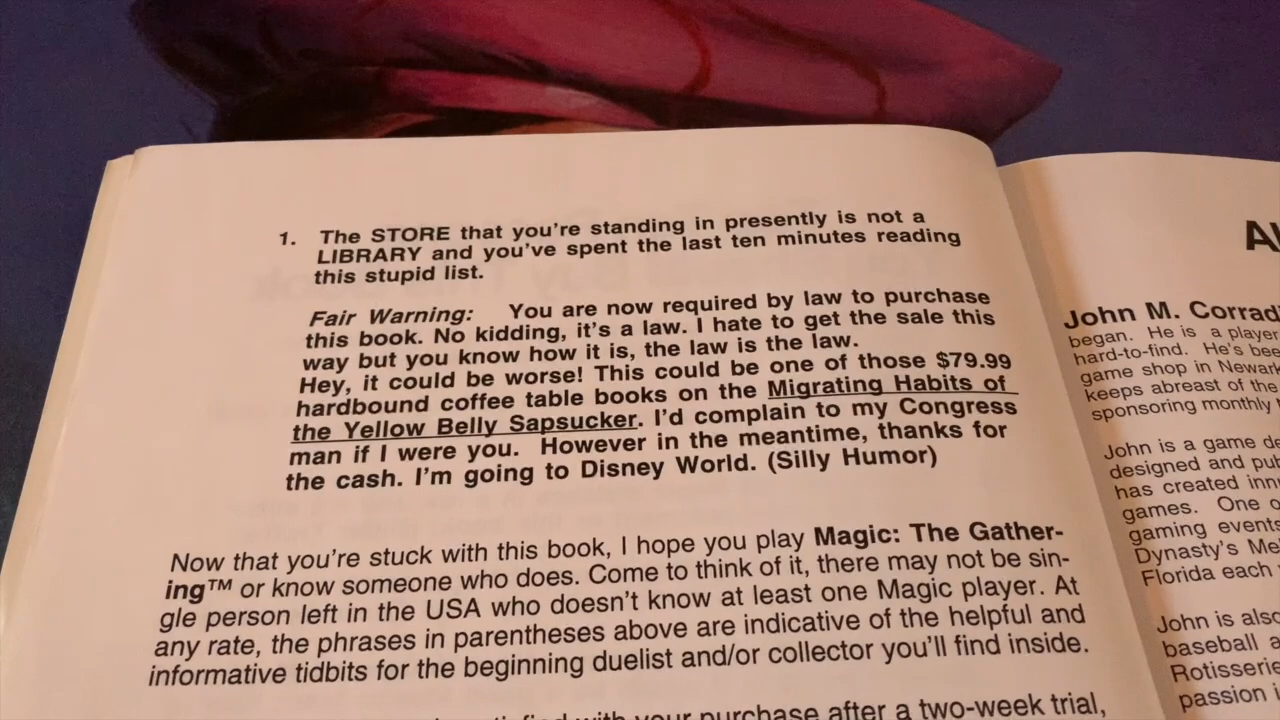 1. The STORE that you're standing in presently is not a
LIBRARY and you've spent the last ten minutes reading
this stupid list.
Fair Warning: You are now required by law to purchase
this book. No kidding, it's a law. I hate to get the sale this
way but you know how it is, the law is the law.
Hey, it could be worse! This could be one of those $79.99
hardbound coffee table books on the Migrating Habits of
the Yellow Belly Sapsucker. I'd complain to my Congress
man if I were you. However in the meantime, thanks for
the cash. I'm going to Disney World. (Silly Humor)
Now that you're stuck with this book, I hope you play Magic: The Gather-
ing™ or know someone who does. Come to think of it, there may not be sin-
gle person left in the USA who doesn't know at least one Magic player. At
any rate, the phrases in parentheses above are indicative of the helpful and
informative tidbits for the beginning duelist and/or collector you'll find inside.
with your purchase after a two-week trial,
John M. Corrad
began. He is a player
hard-to-find. He's bee
game shop in Newark
keeps abreast of the
sponsoring monthly
John is a game de
designed and pub
has created inn
games. One o
gaming events
Dynasty's Me
Florida each
John is also
baseball a
Rotisserie
passion i